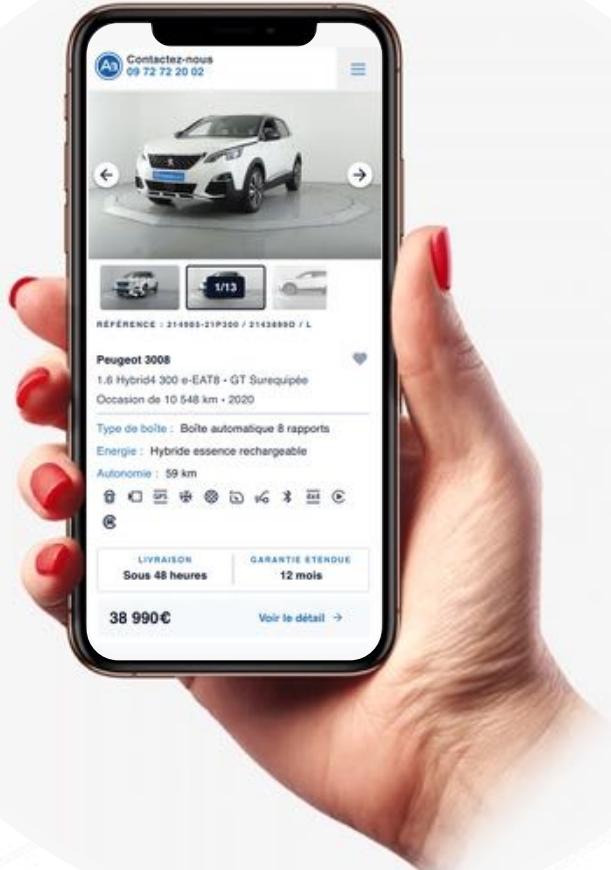 Contactez-nous
09 72 72 20 02
1/13
Peugeot 3008
1.6 Hybrid4 300 e-EAT8 • GT Surequipée
Occasion de 10 548 km • 2020
Type de boîte : Boîte automatique 8 rapports
Energie : Hybride essence rechargeable
Autonomie : 59 km
GPS
4x4
LIVRAISON
Sous 48 heures
GARANTIE ETENDUE
12 mois
38 990€
Voir le détail